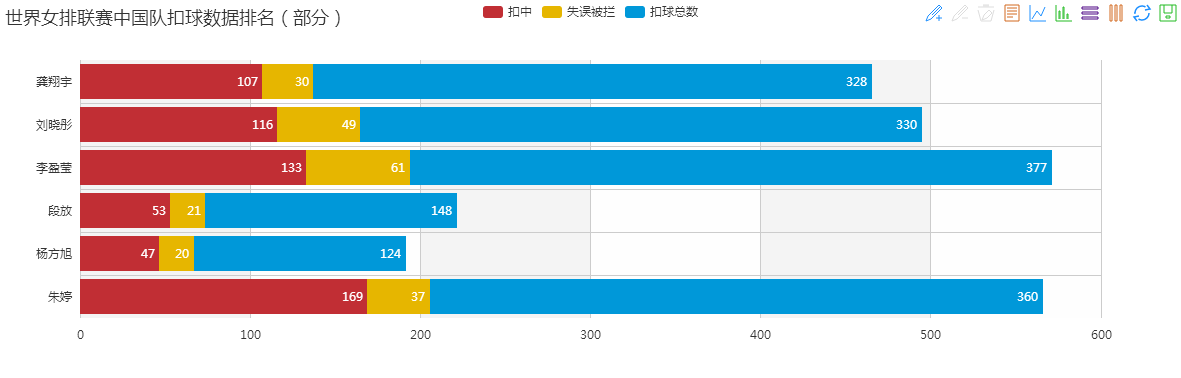 世界女排联赛中国队扣球数据排名（部分）
扣中 失误被拦 扣球总数
龚翔宇 107 30 328
刘晓彤 116 49 330
李盈莹 133 61 377
段放 53 21 148
杨方旭 47 20 124
朱婷 169 37 360
0 100 200 300 400 500 600